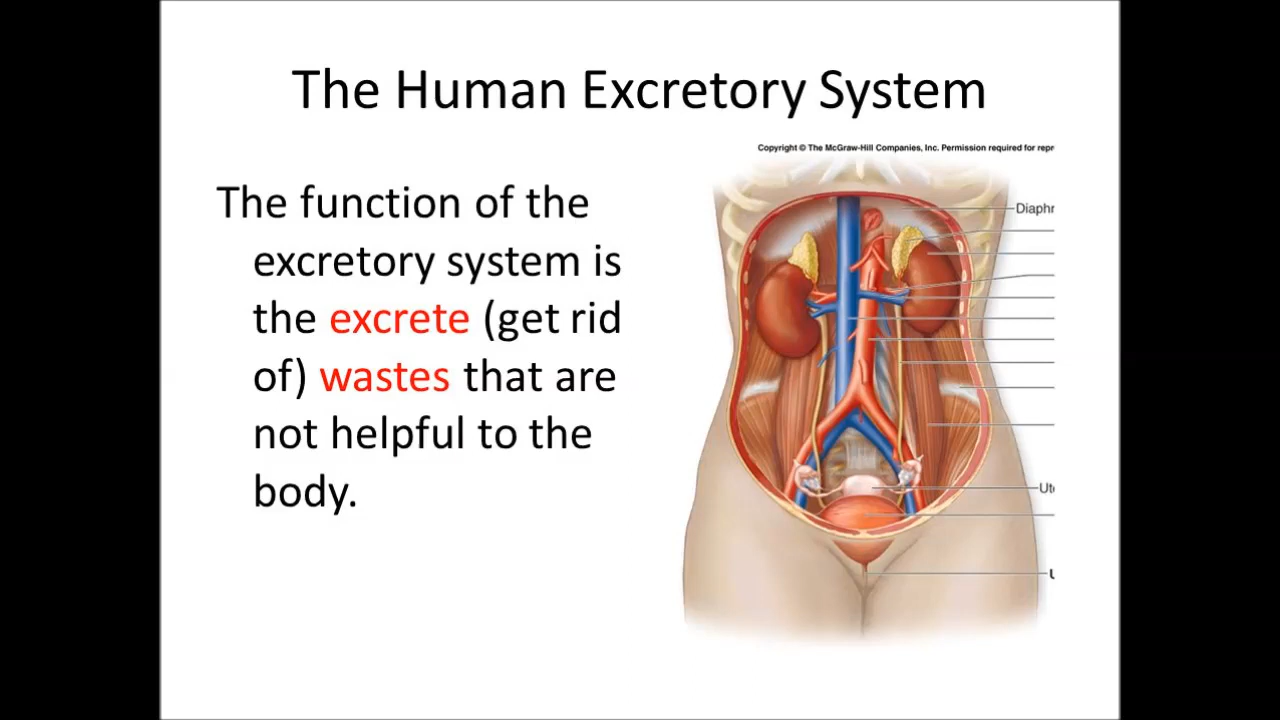 The Human Excretory System
Copyright © The McGraw-Hill Companies, Inc. Permission required for repr
The function of the
excretory system is
the excrete (get rid
of) wastes that are
not helpful to the
body.
Diaphr
Ut